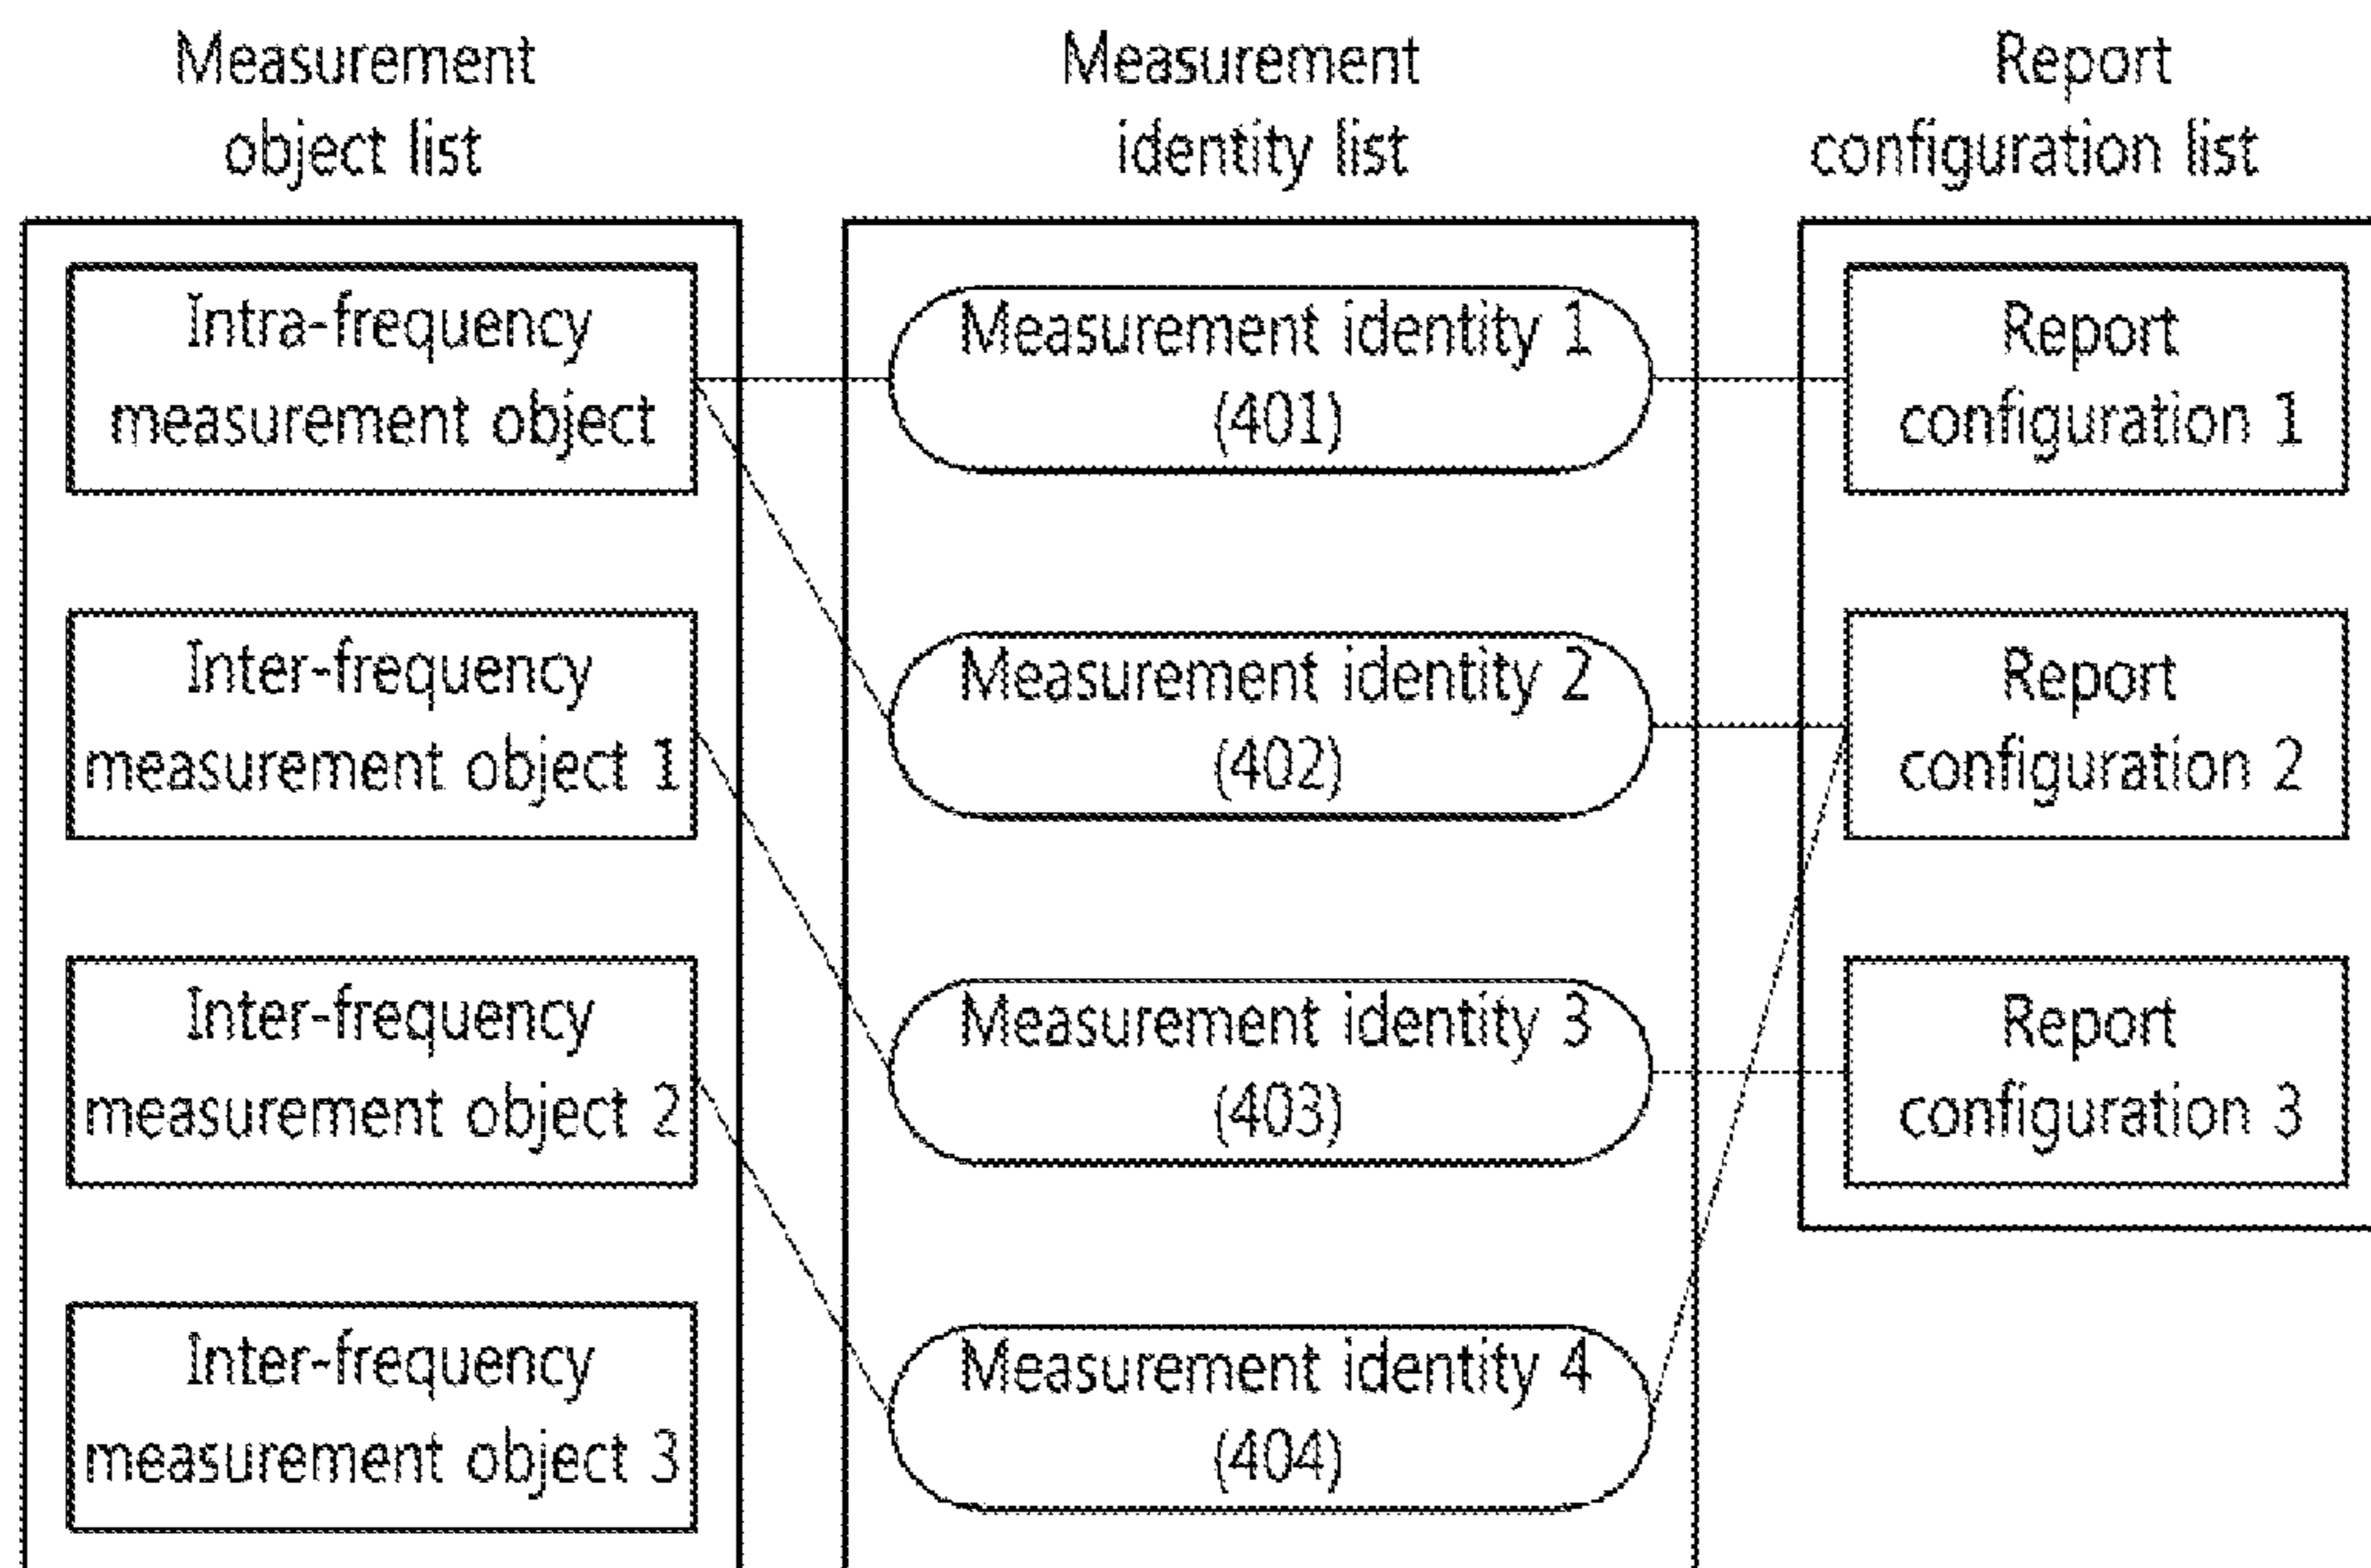 Measurement
object list
Measurement
identity list
Report
configuration list
Intra-frequency
measurement object
Measurement identity 1
(401)
Report
configuration 1
Inter-frequency
measurement object 1
Measurement identity 2
(402)
Report
configuration 2
Inter-frequency
measurement object 2
Measurement identity 3
(403)
Report
configuration 3
Inter-frequency
measurement object 3
Measurement identity 4
(404)